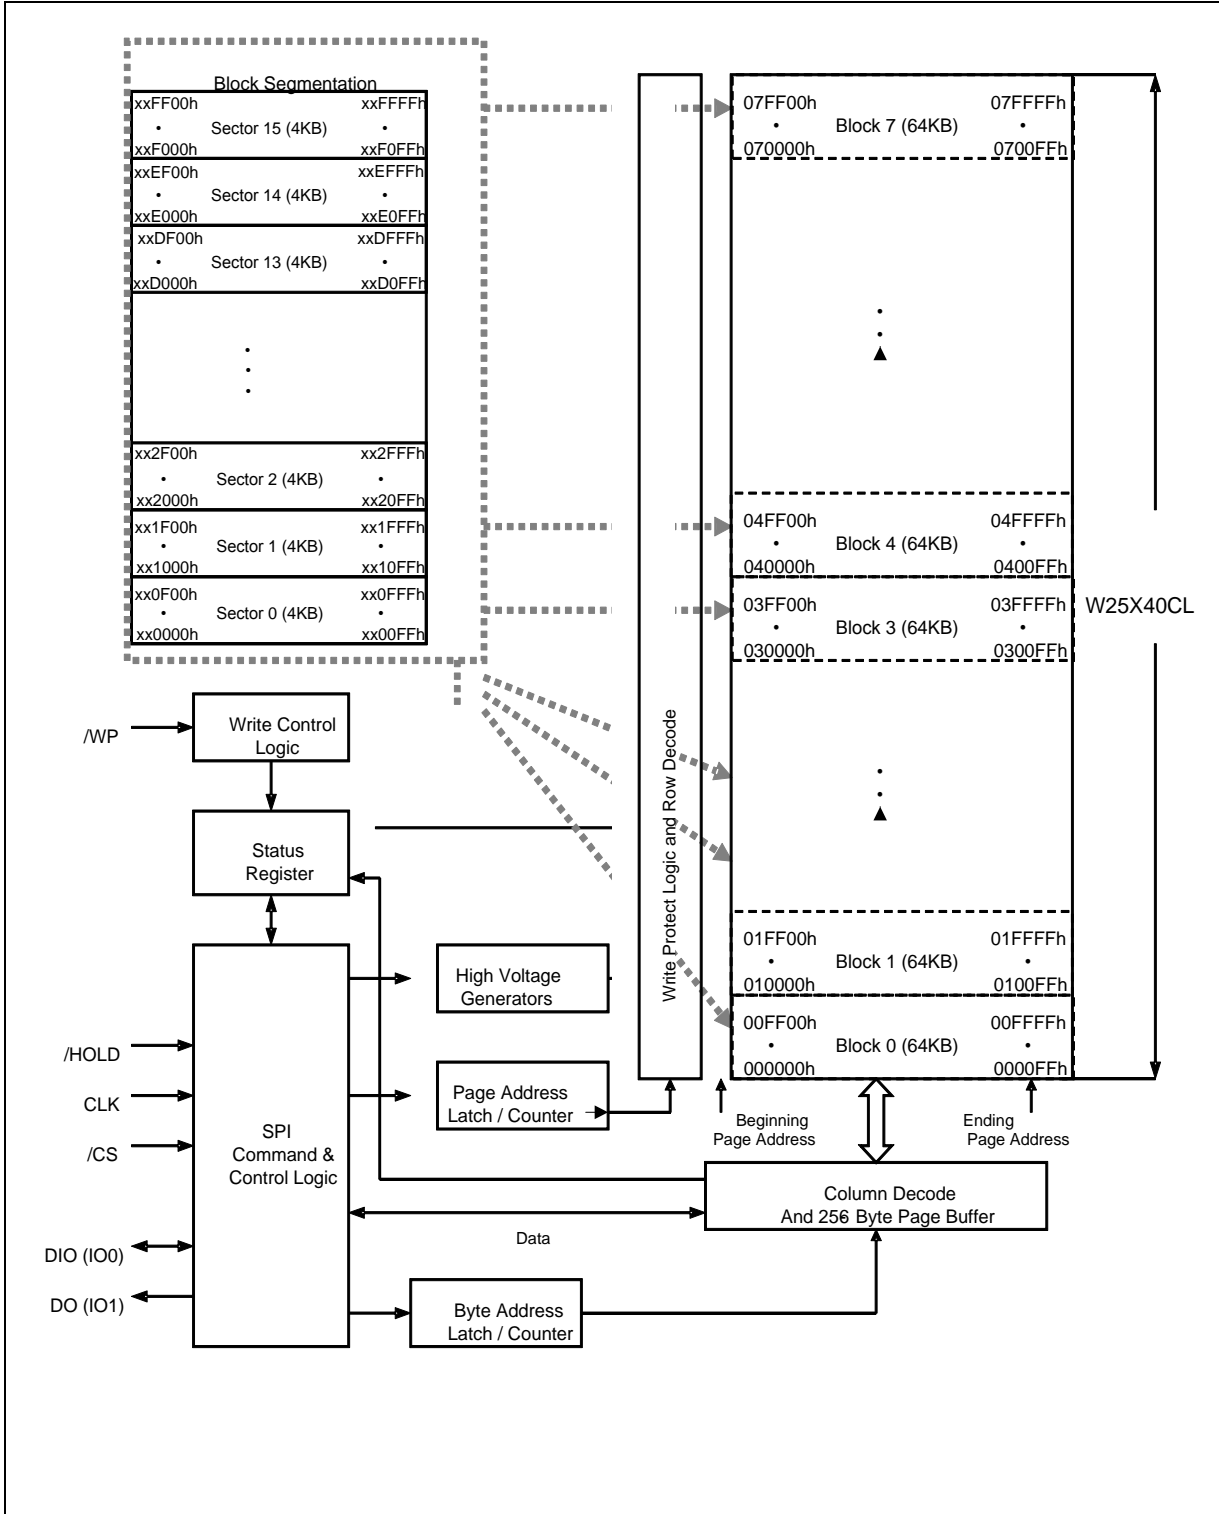 Block Segmentation
xxFF00h xxFFFFh
• Sector 15 (4KB) •
xxF000h xxF0FFh
xxEF00h xxEFFFh
• Sector 14 (4KB) •
xxE000h xxE0FFh
xxDF00h xxDFFFh
• Sector 13 (4KB) •
xxD000h xxD0FFh
xx2F00h xx2FFFh
• Sector 2 (4KB) •
xx2000h xx20FFh
xx1F00h xx1FFFh
• Sector 1 (4KB) •
xx1000h xx10FFh
xx0F00h xx0FFFh
• Sector 0 (4KB) •
xx0000h xx00FFh
07FF00h 07FFFFh
• Block 7 (64KB) •
070000h 0700FFh
04FF00h 04FFFFh
• Block 4 (64KB) •
040000h 0400FFh
03FF00h 03FFFFh
• Block 3 (64KB) •
030000h 0300FFh
01FF00h 01FFFFh
• Block 1 (64KB) •
010000h 0100FFh
00FF00h 00FFFFh
• Block 0 (64KB) •
000000h 0000FFh
W25X40CL
Write Protect Logic and Row Decode
/WP
Write Control
Logic
Status
Register
High Voltage
Generators
/HOLD
CLK
/CS
Page Address
Latch / Counter
SPI
Command &
Control Logic
Beginning
Page Address
Ending
Page Address
Column Decode
And 256 Byte Page Buffer
Data
DIO (IO0)
DO (IO1)
Byte Address
Latch / Counter